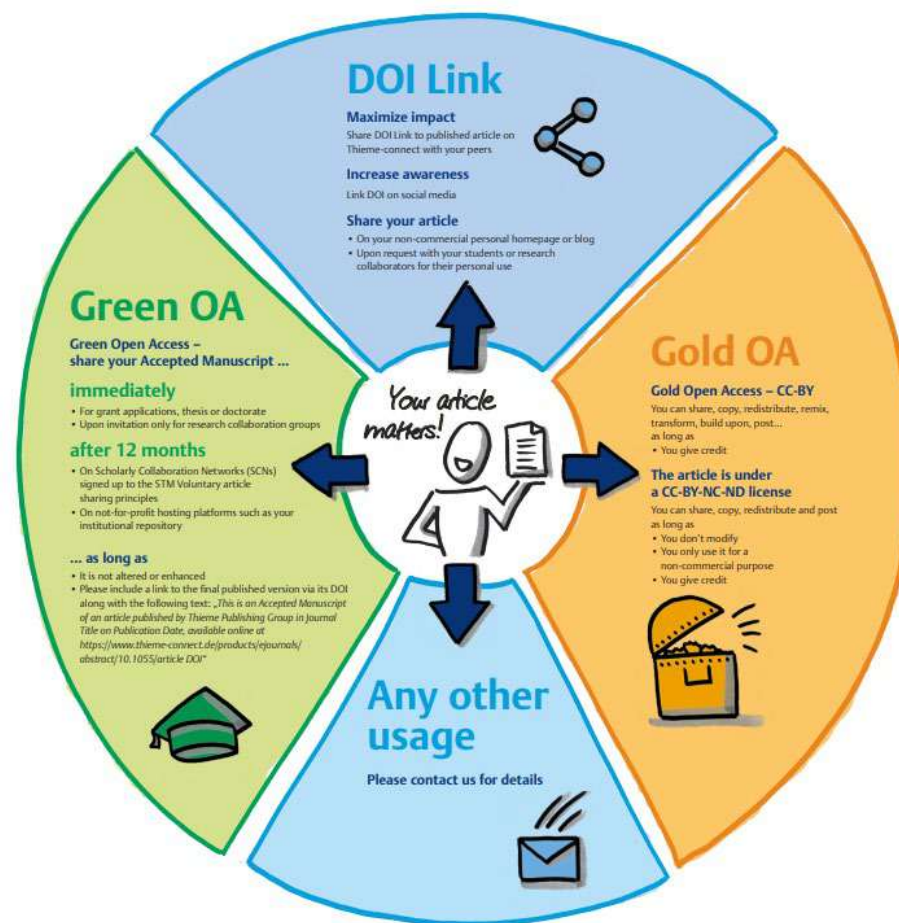 DOI Link
Maximize impact
Share DOI Link to published article on
Thieme-connect with your peers
Increase awareness
Link DOI on social media
Share your article
• On your non-commercial personal homepage or blog
• Upon request with your students or research
collaborators for their personal use
Green OA
Green Open Access –
share your Accepted Manuscript ...
immediately
• For grant applications, thesis or doctorate
• Upon invitation only for research collaboration groups
after 12 months
• On Scholarly Collaboration Networks (SCNs)
signed up to the STM Voluntary article
sharing principles
• On not-for-profit hosting platforms such as your
institutional repository
... as long as
• It is not altered or enhanced
• Please include a link to the final published version via its DOI
along with the following text: „This is an Accepted Manuscript
of an article published by Thieme Publishing Group in Journal
Title on Publication Date, available online at
https://www.thieme-connect.de/products/ejournals/
abstract/10.1055/article DOI“
Your article
matters!
Gold OA
Gold Open Access – CC-BY
You can share, copy, redistribute, remix,
transform, build upon, post...
as long as
• You give credit
The article is under
a CC-BY-NC-ND license
You can share, copy, redistribute and post
as long as
• You don't modify
• You only use it for a
non-commercial purpose
• You give credit
Any other
usage
Please contact us for details